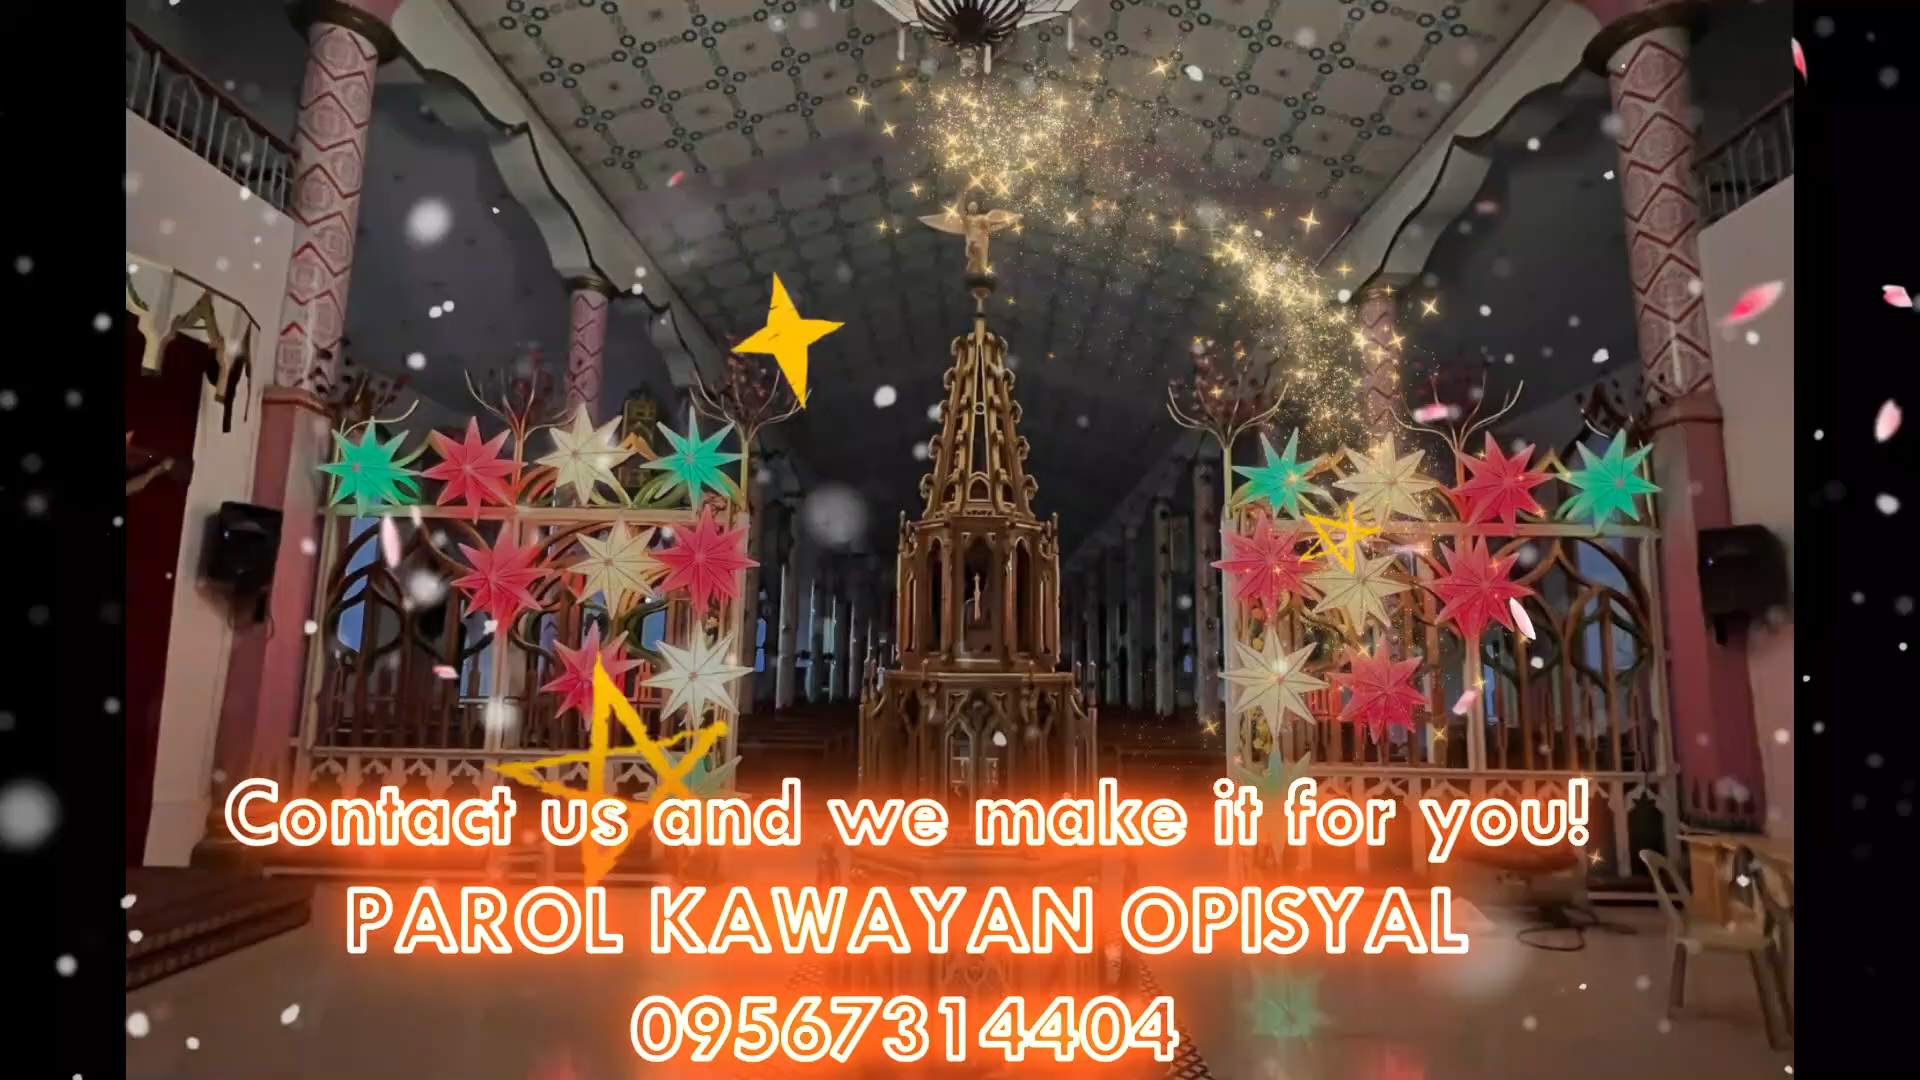 Contact us and we make it for you!
PAROL KAWAYAN OPISYAL
09567314404